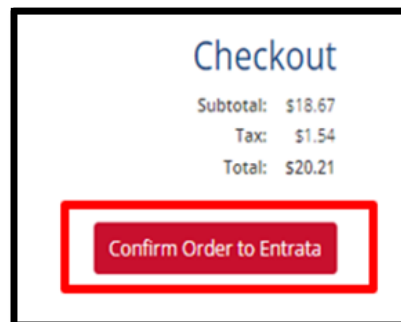 Checkout
Subtotal: $18.67
Tax: $1.54
Total: $20.21
Confirm Order to Entrata